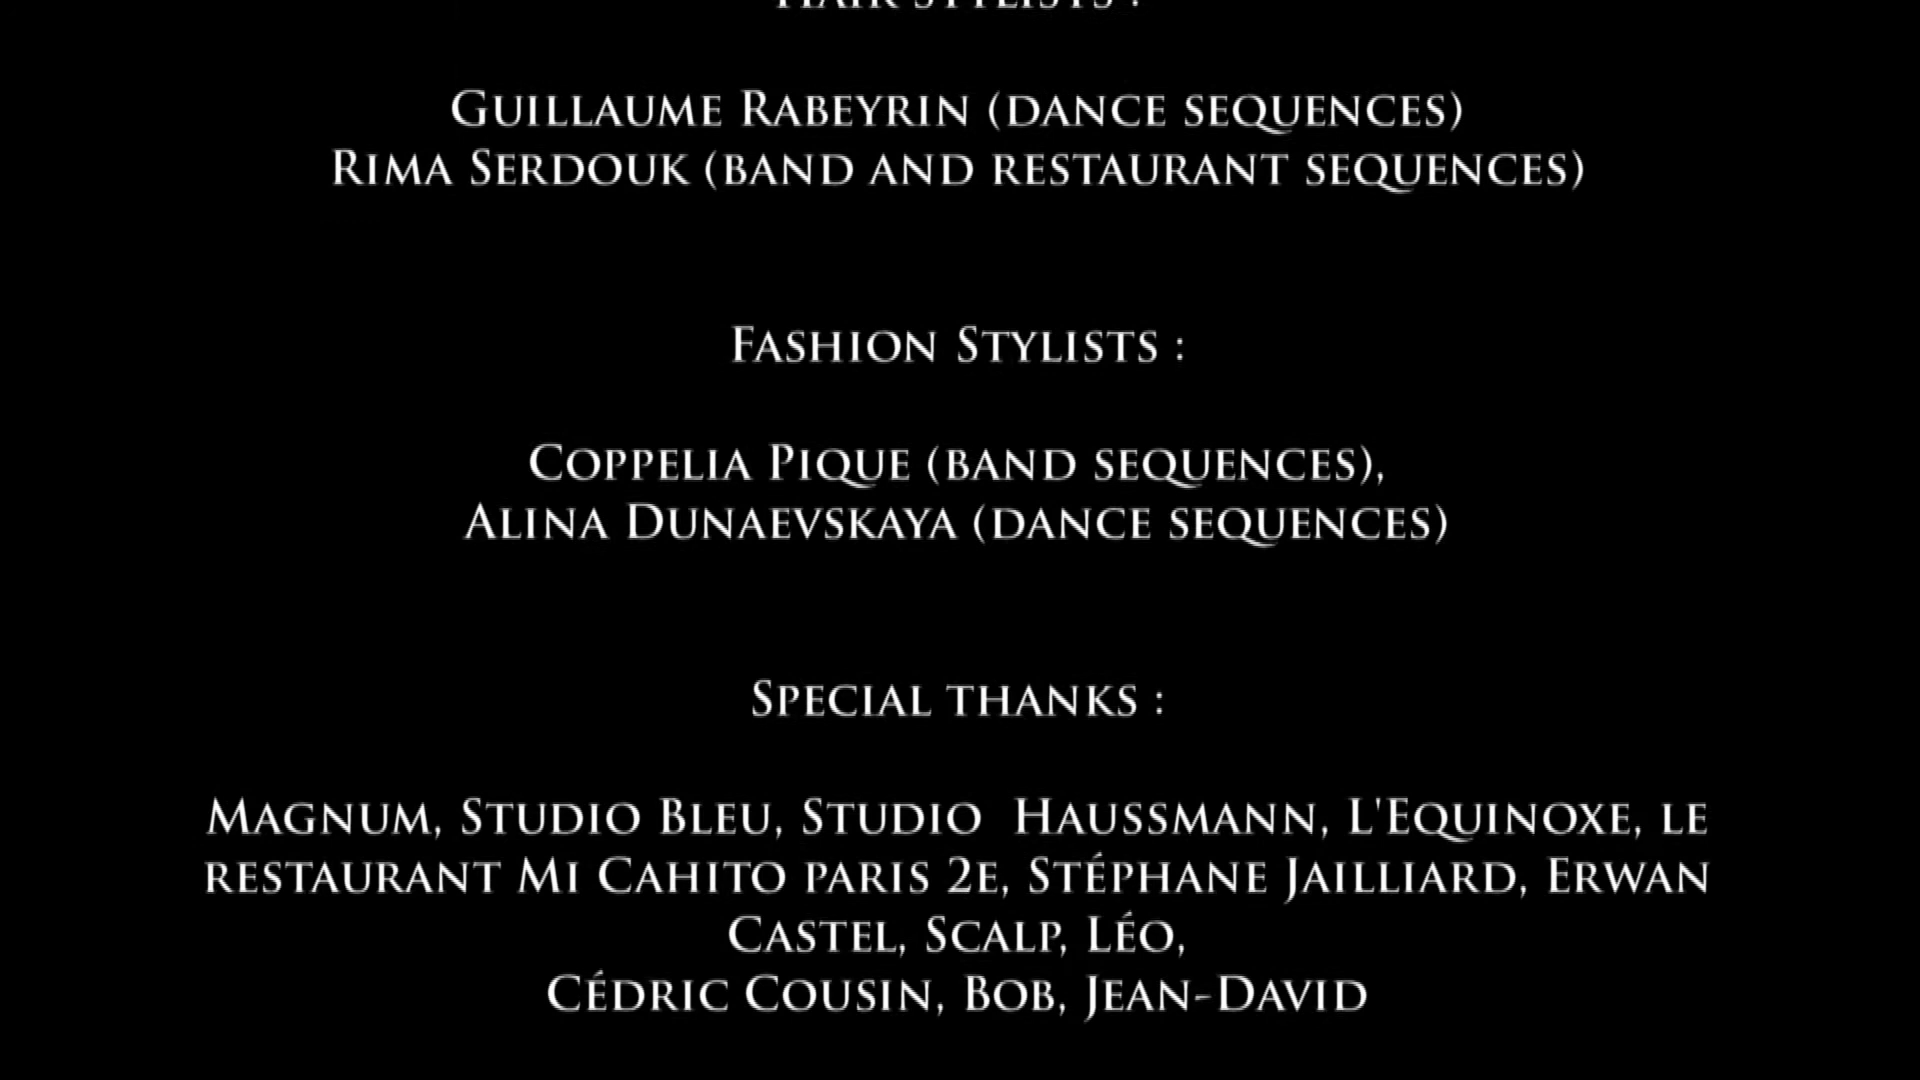 Hair Stylists :
Guillaume Rabeyrin (dance sequences)
Rima Serdouk (band and restaurant sequences)
Fashion Stylists :
Coppelia Pique (band sequences),
Alina Dunaevskaya (dance sequences)
Special thanks :
Magnum, Studio Bleu, Studio  Haussmann, L'Equinoxe, le
restaurant Mi Cahito paris 2e, Stéphane Jailliard, Erwan
Castel, Scalp, Léo,
Cédric Cousin, Bob, Jean-David